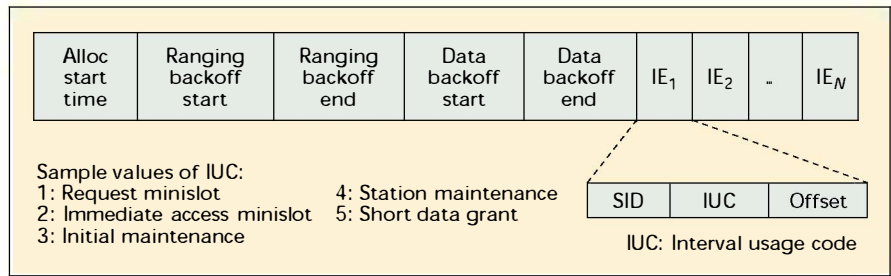 Alloc start time
Ranging backoff start
Ranging backoff end
Data backoff start
Data backoff end
IE1
IE2
...
IEN
Sample values of IUC:
1: Request minislot
2: Immediate access minislot
3: Initial maintenance
4: Station maintenance
5: Short data grant
SID
IUC
Offset
IUC: Interval usage code